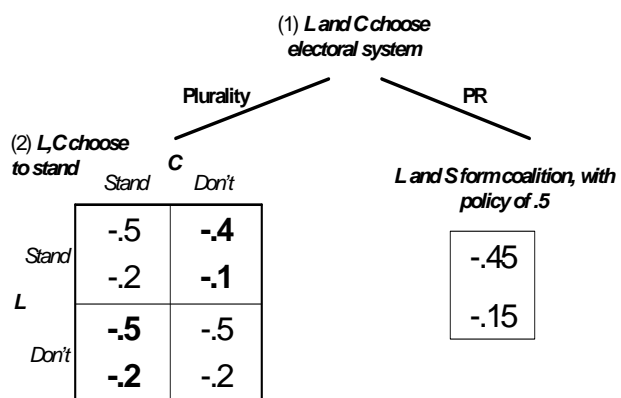 (1) L and C choose
electoral system
Plurality
PR
(2) L,C choose
to stand
C
Stand Don't
L and S form coalition, with
policy of .5
Stand
-.5 -.4
-.2 -.1
L
Don't
-.5 -.5
-.2 -.2
-.45
-.15